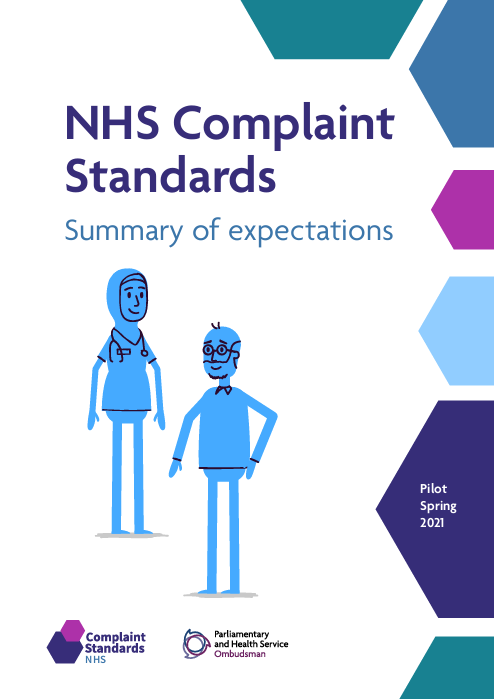 NHS Complaint
Standards
Summary of expectations
Pilot
Spring
2021
Complaint
Standards
NHS
Parliamentary
and Health Service
Ombudsman